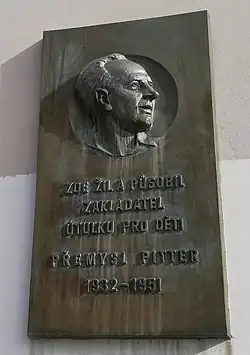 ZDE ŽIL A PŮSOBIL
ZAKLADATEL
ÚTULKU PRO DĚTI
PŘEMYSL PITTER
1932-1951